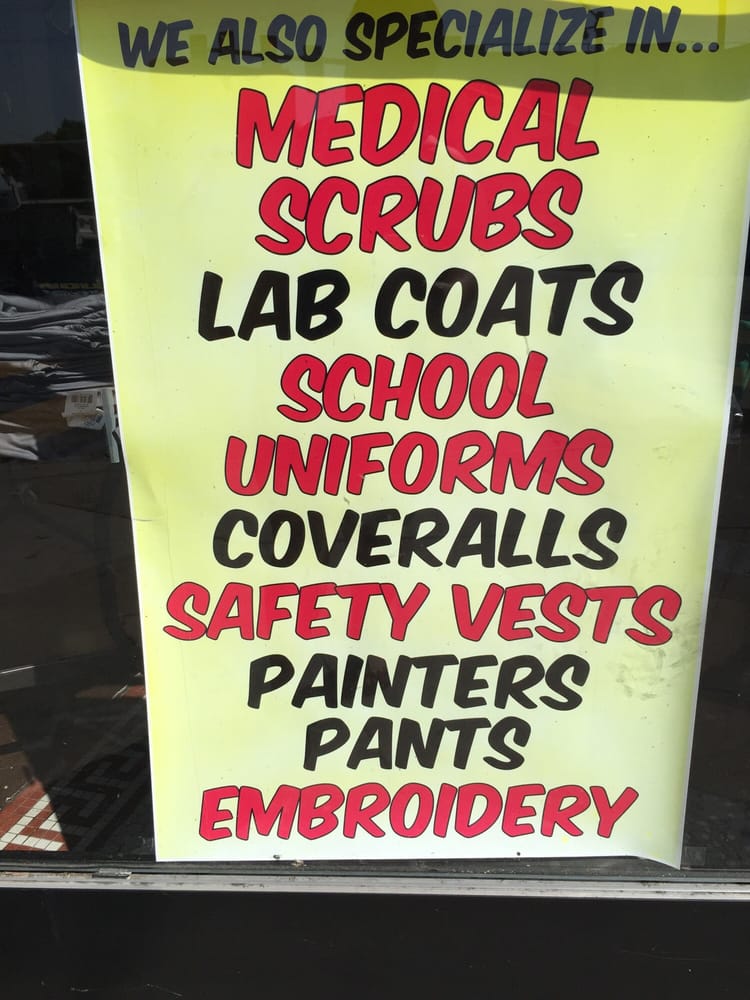 WE ALSO SPECIALIZE IN...
MEDICAL
SCRUBS
LAB COATS
SCHOOL
UNIFORMS
COVERALLS
SAFETY VESTS
PAINTERS
PANTS
EMBROIDERY